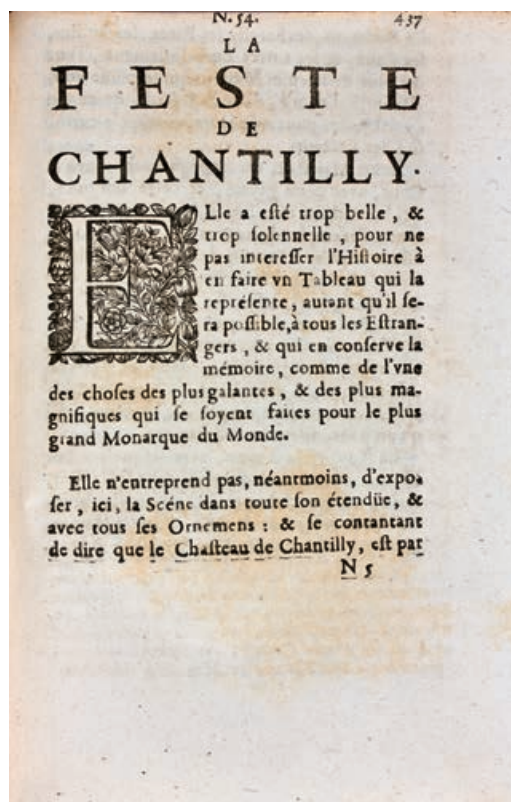 N. 54. 437
LA
FESTE
DE
CHANTILLY.
ELle a esté trop belle, &
trop solennelle, pour ne
pas interesser l'Histoire à
en faire vn Tableau qui la
représente, autant qu'il se-
ra possible, à tous les Estran-
gers, & qui en conserve la
mémoire, comme de l'vne
des choses des plus galantes, & des plus ma-
gnifiques qui se soyent faites pour le plus
grand Monarque du Monde.
Elle n'entreprend pas, néantmoins, d'expo-
ser, ici, la Scéne dans toute son étendüe, &
avec tous ses Ornemens : & se contantant
de dire que le Chasteau de Chantilly, est par
N 5